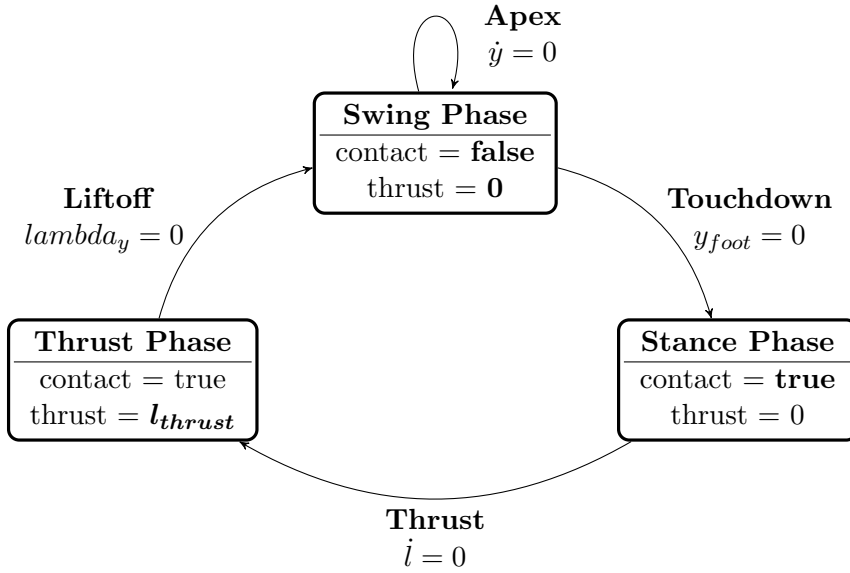 Apex
ẏ = 0
Swing Phase
contact = false
thrust = 0
Liftoff
lambda_y = 0
Touchdown
y_foot = 0
Thrust Phase
contact = true
thrust = l_thrust
Stance Phase
contact = true
thrust = 0
Thrust
l̇ = 0